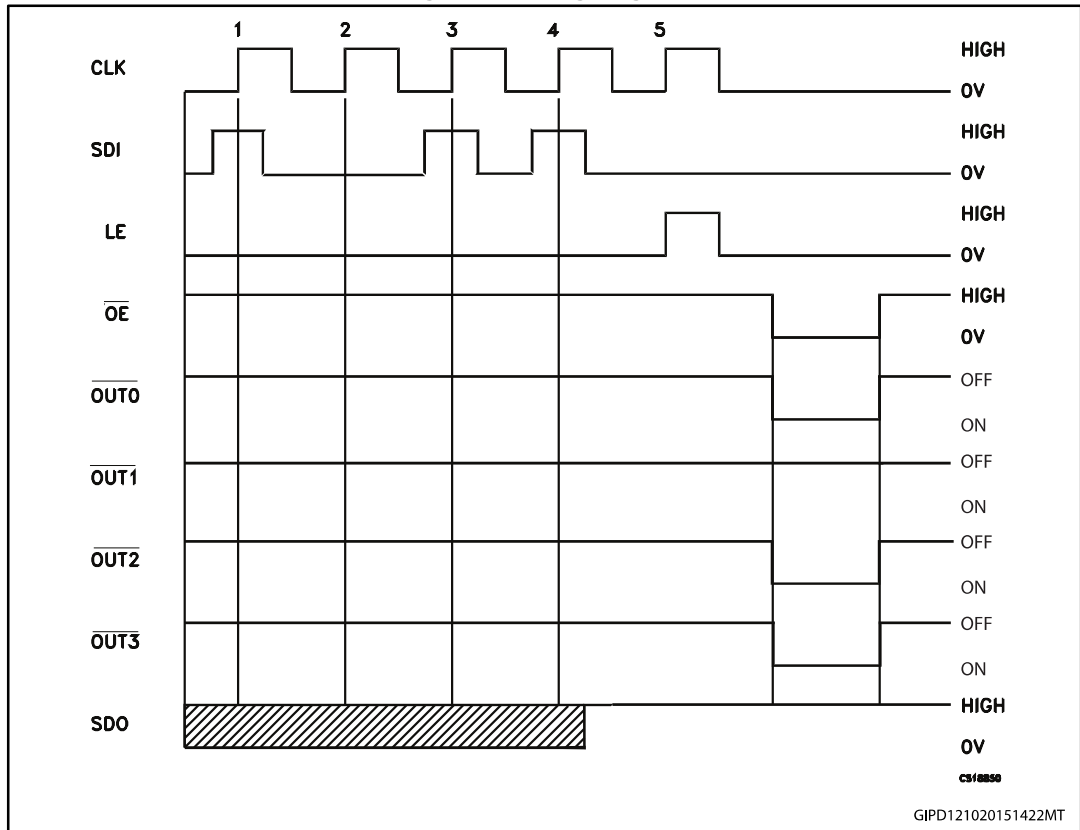 1 2 3 4 5
CLK
HIGH
0V
SDI
HIGH
0V
LE
HIGH
0V
OE
HIGH
0V
OUT0
OFF
ON
OUT1
OFF
ON
OUT2
OFF
ON
OUT3
OFF
ON
SDO
HIGH
0V
CS18850
GIPD121020151422MT